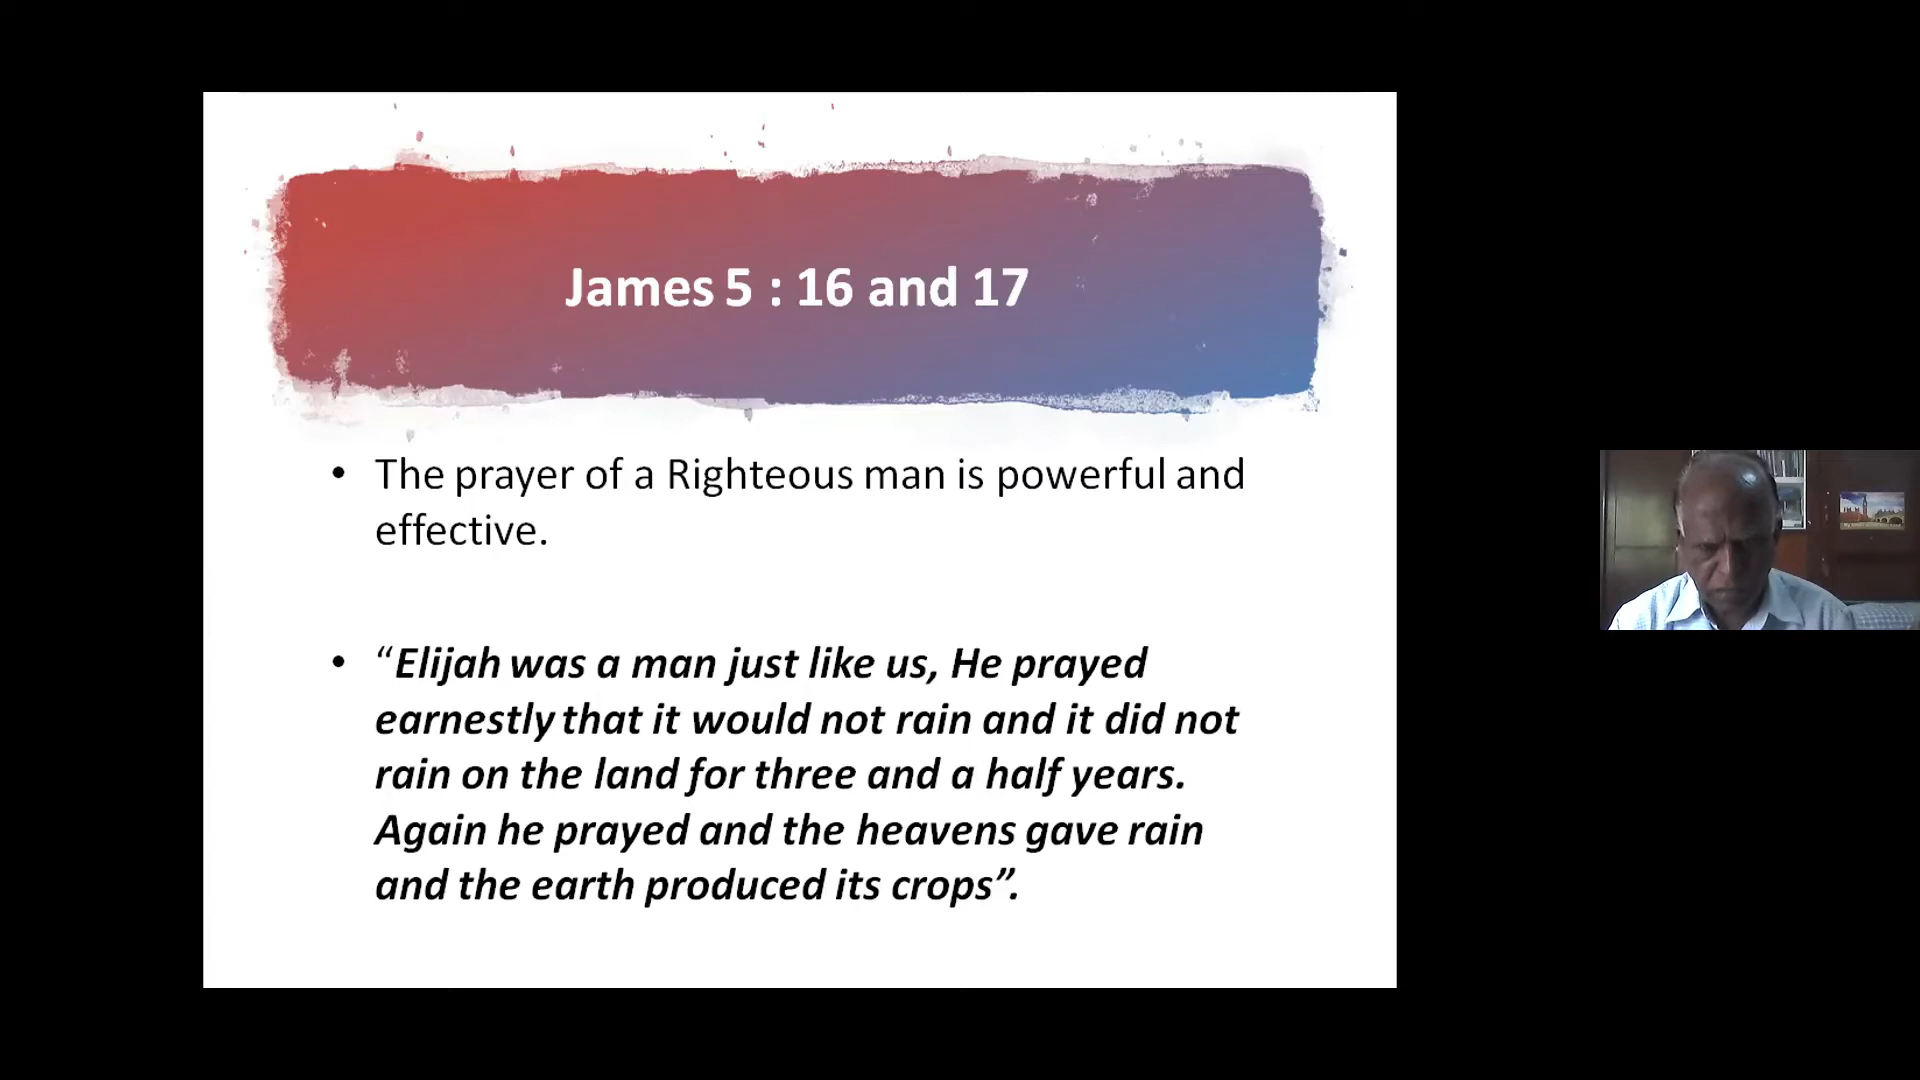 James 5 : 16 and 17
• The prayer of a Righteous man is powerful and
effective.
• “Elijah was a man just like us, He prayed
earnestly that it would not rain and it did not
rain on the land for three and a half years.
Again he prayed and the heavens gave rain
and the earth produced its crops”.